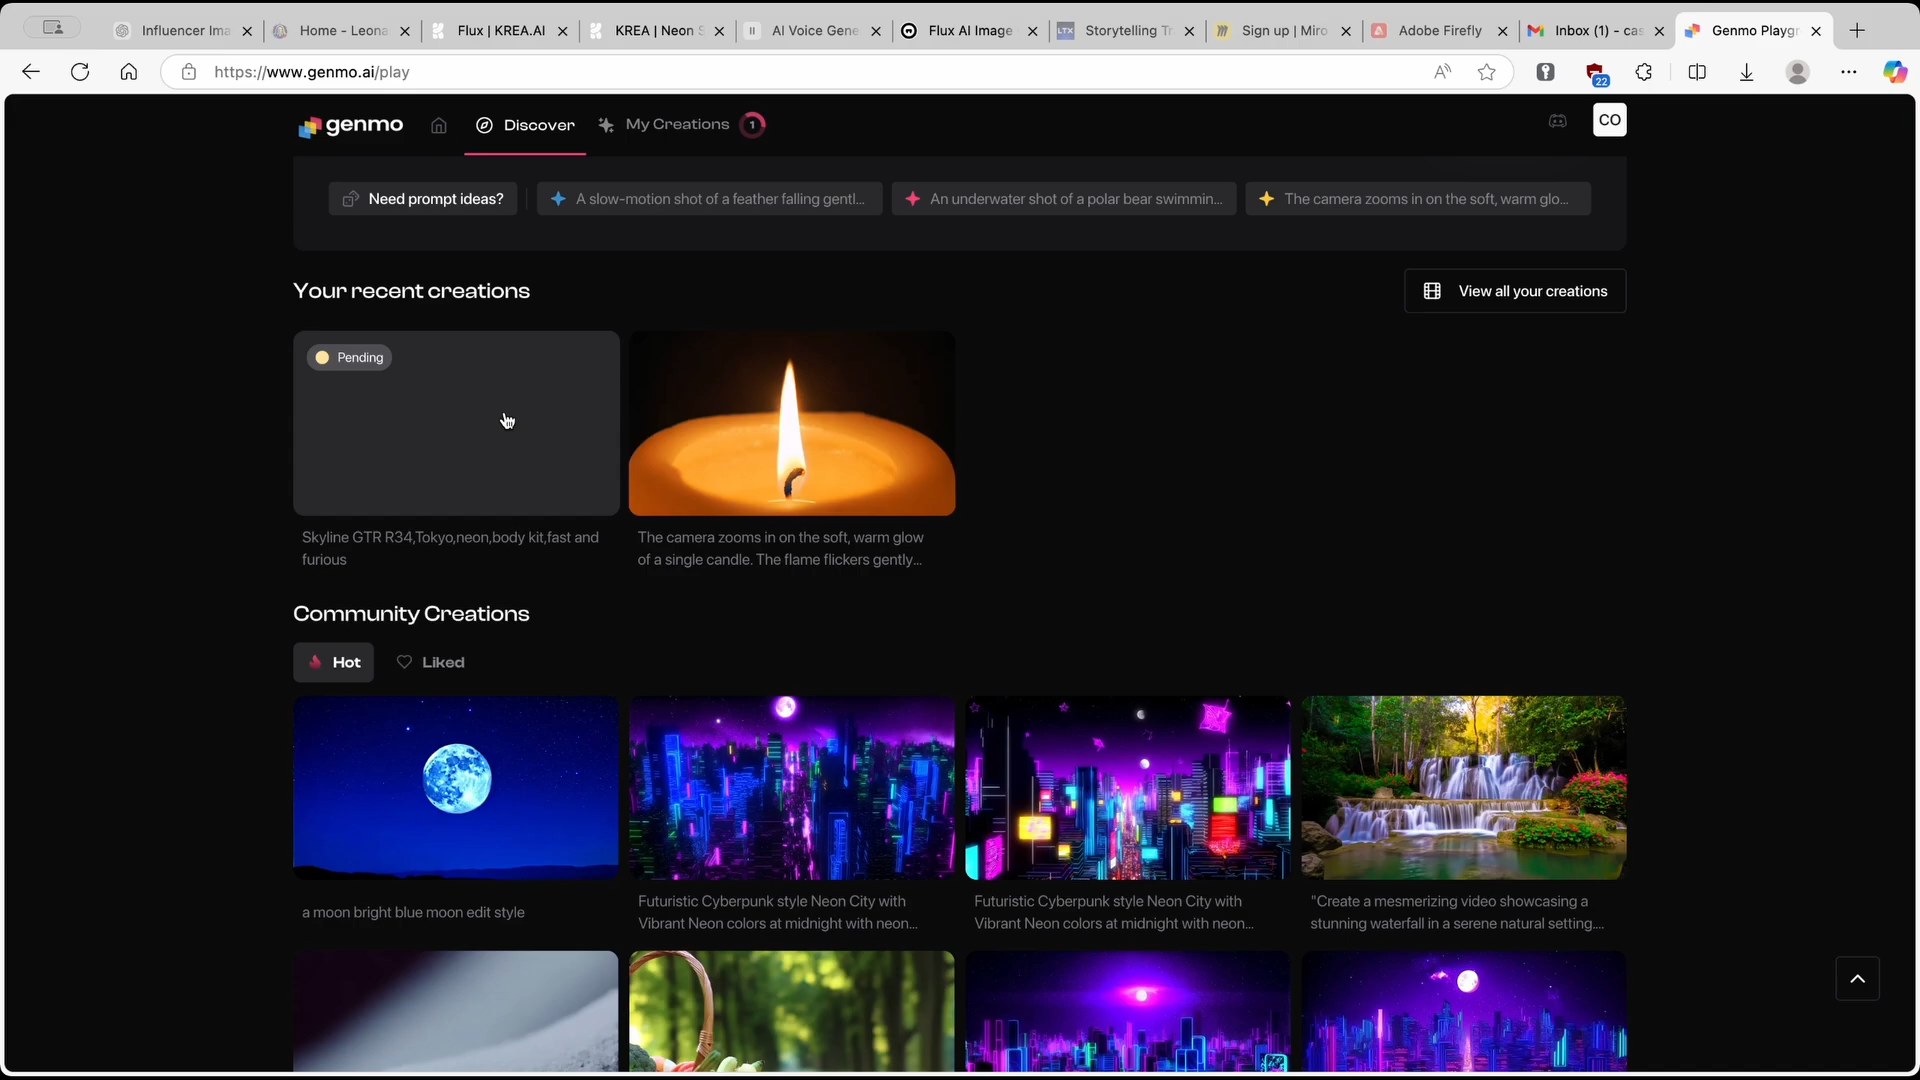 Influencer Ima
Home - Leona
Flux | KREA.AI
KREA | Neon S
AI Voice Gene
Flux AI Image
LTX
Storytelling Tr
Sign up | Miro
Adobe Firefly
Inbox (1) - cas
Genmo Playgr
https://www.genmo.ai/play
22
genmo
Discover
My Creations
1
CO
Need prompt ideas?
A slow-motion shot of a feather falling gentl...
An underwater shot of a polar bear swimmin...
The camera zooms in on the soft, warm glo...
Your recent creations
View all your creations
Pending
Skyline GTR R34,Tokyo,neon,body kit,fast and
furious
The camera zooms in on the soft, warm glow
of a single candle. The flame flickers gently...
Community Creations
Hot
Liked
a moon bright blue moon edit style
Futuristic Cyberpunk style Neon City with
Vibrant Neon colors at midnight with neon...
Futuristic Cyberpunk style Neon City with
Vibrant Neon colors at midnight with neon...
"Create a mesmerizing video showcasing a
stunning waterfall in a serene natural setting....